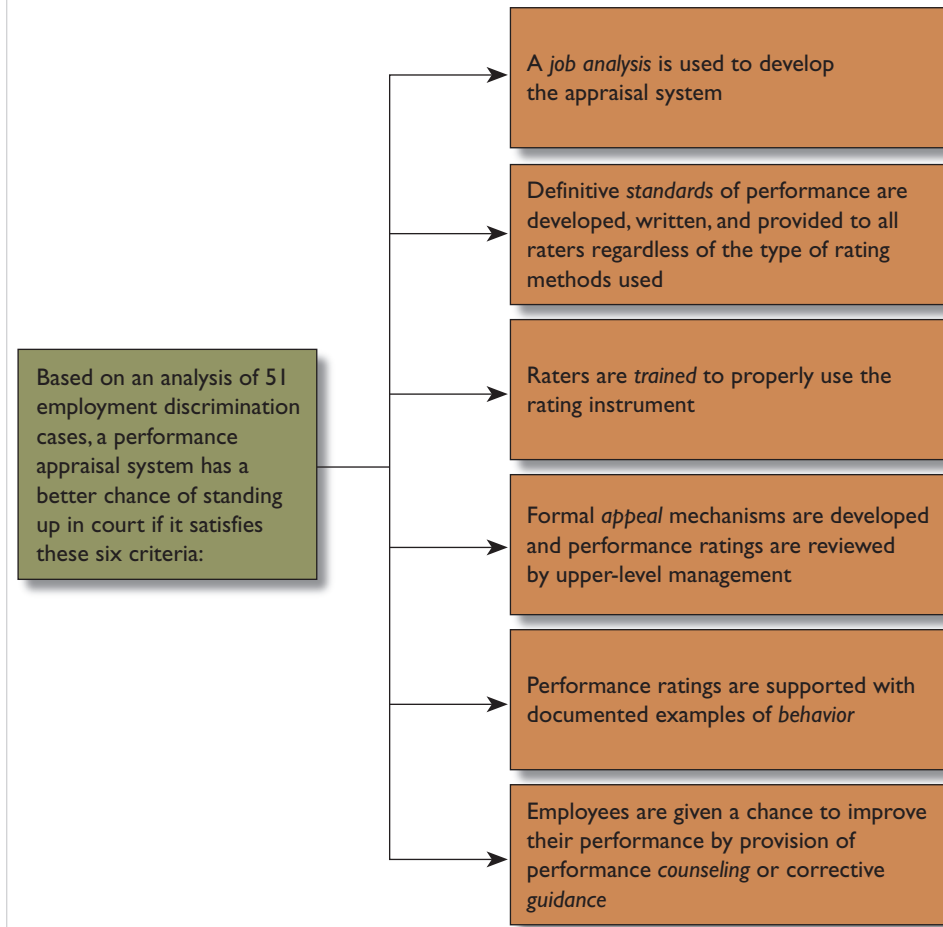 A job analysis is used to develop
the appraisal system
Definitive standards of performance are
developed, written, and provided to all
raters regardless of the type of rating
methods used
Based on an analysis of 51
employment discrimination
cases, a performance
appraisal system has a
better chance of standing
up in court if it satisfies
these six criteria:
Raters are trained to properly use the
rating instrument
Formal appeal mechanisms are developed
and performance ratings are reviewed
by upper-level management
Performance ratings are supported with
documented examples of behavior
Employees are given a chance to improve
their performance by provision of
performance counseling or corrective
guidance